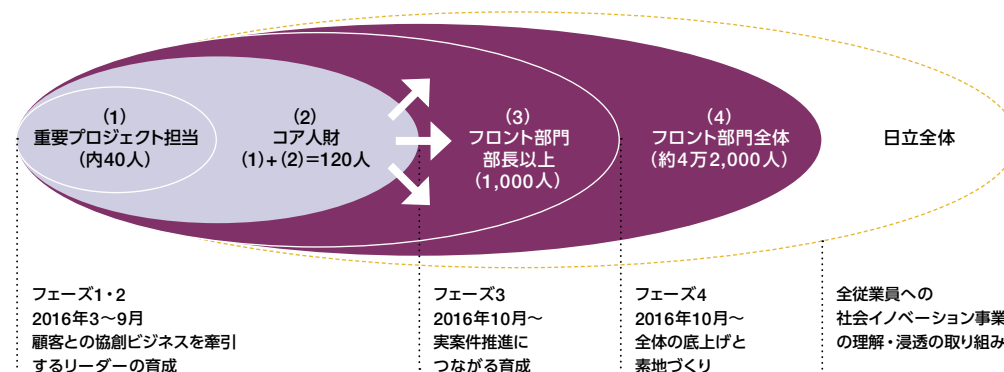 (1)
重要プロジェクト担当
(内40人)
(2)
コア人財
(1)+(2)=120人
(3)
フロント部門
部長以上
(1,000人)
(4)
フロント部門全体
(約4万2,000人)
日立全体
フェーズ1・2
2016年3～9月
顧客との協創ビジネスを牽引
するリーダーの育成
フェーズ3
2016年10月～
実案件推進に
つながる育成
フェーズ4
2016年10月～
全体の底上げと
素地づくり
全従業員への
社会イノベーション事業
の理解・浸透の取り組み